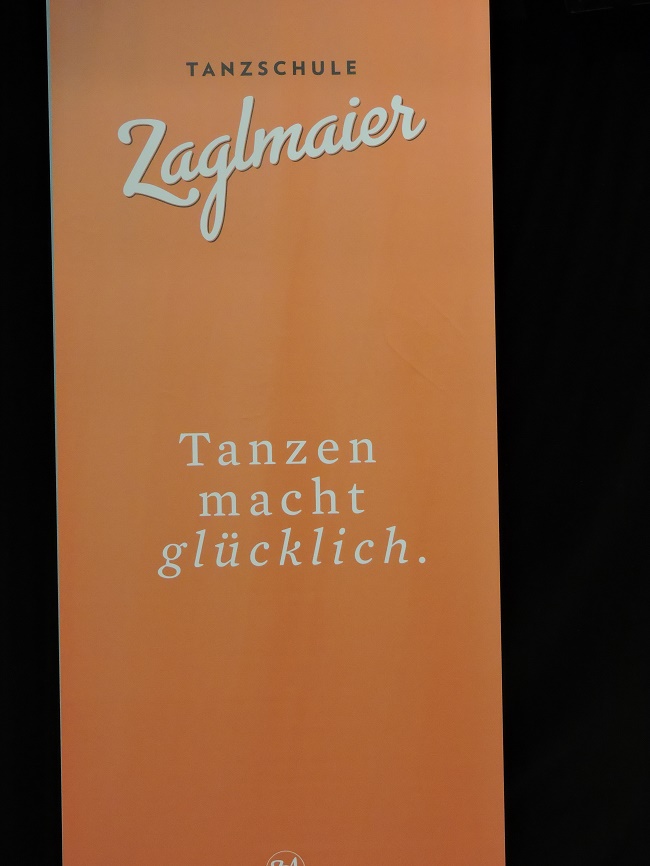 TANZSCHULE
Zaglmaier
Tanzen
macht
glücklich.